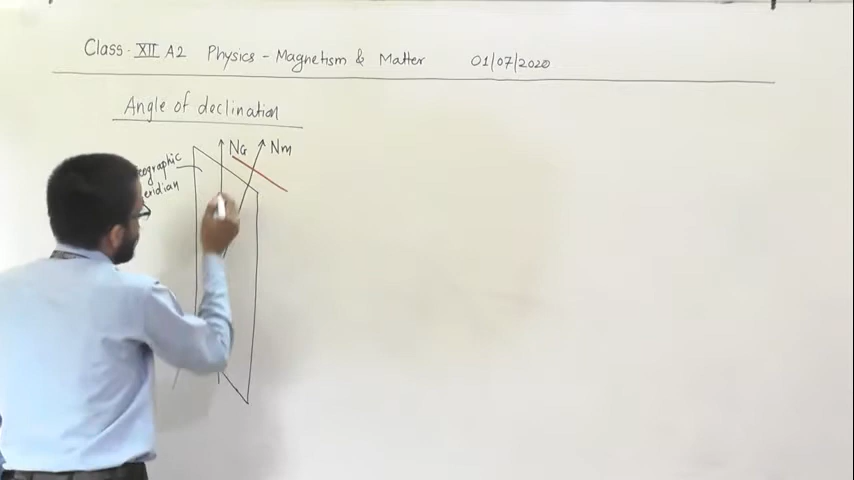 Class - XII A2 Physics - Magnetism & Matter 01/07/2020
Angle of declination
NG Nm